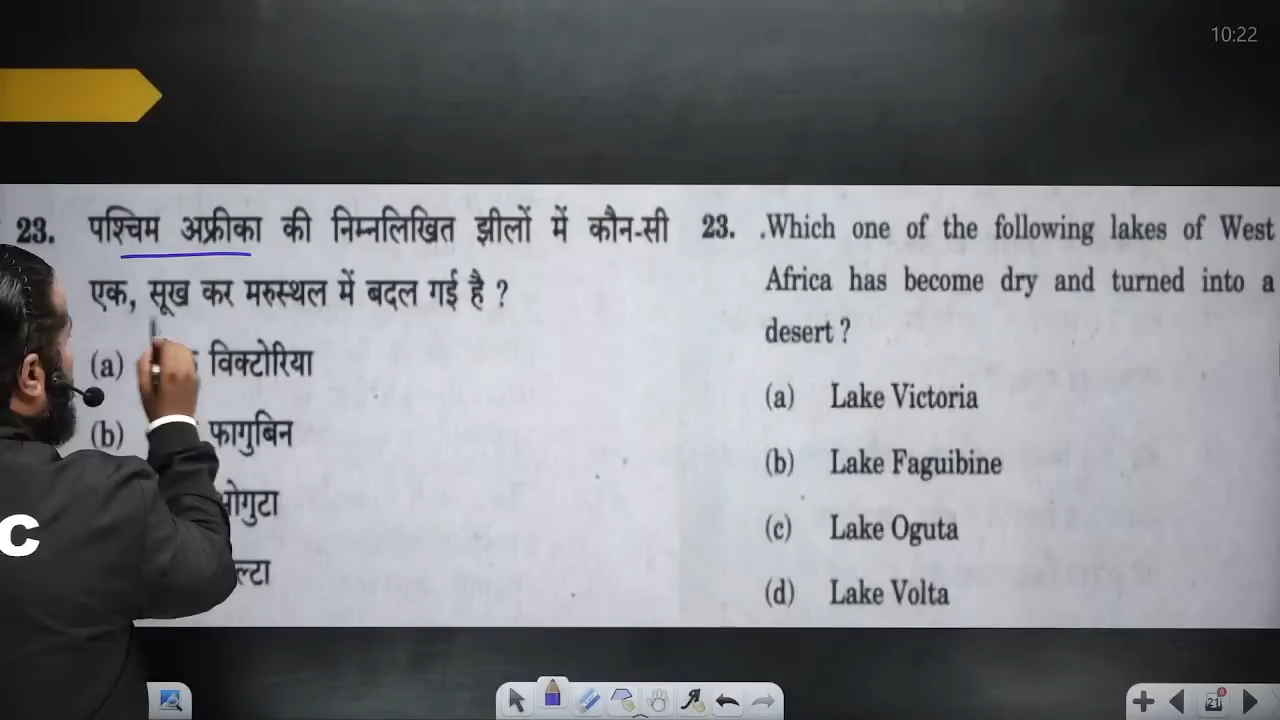 10:22
23. पश्चिम अफ्रीका की निम्नलिखित झीलों में कौन-सी
एक, सूख कर मरुस्थल में बदल गई है ?
(a) विक्टोरिया
(b) फागुबिन
23. .Which one of the following lakes of West
Africa has become dry and turned into a
desert ?
(a) Lake Victoria
(b) Lake Faguibine
(c) Lake Oguta
(d) Lake Volta
C
21